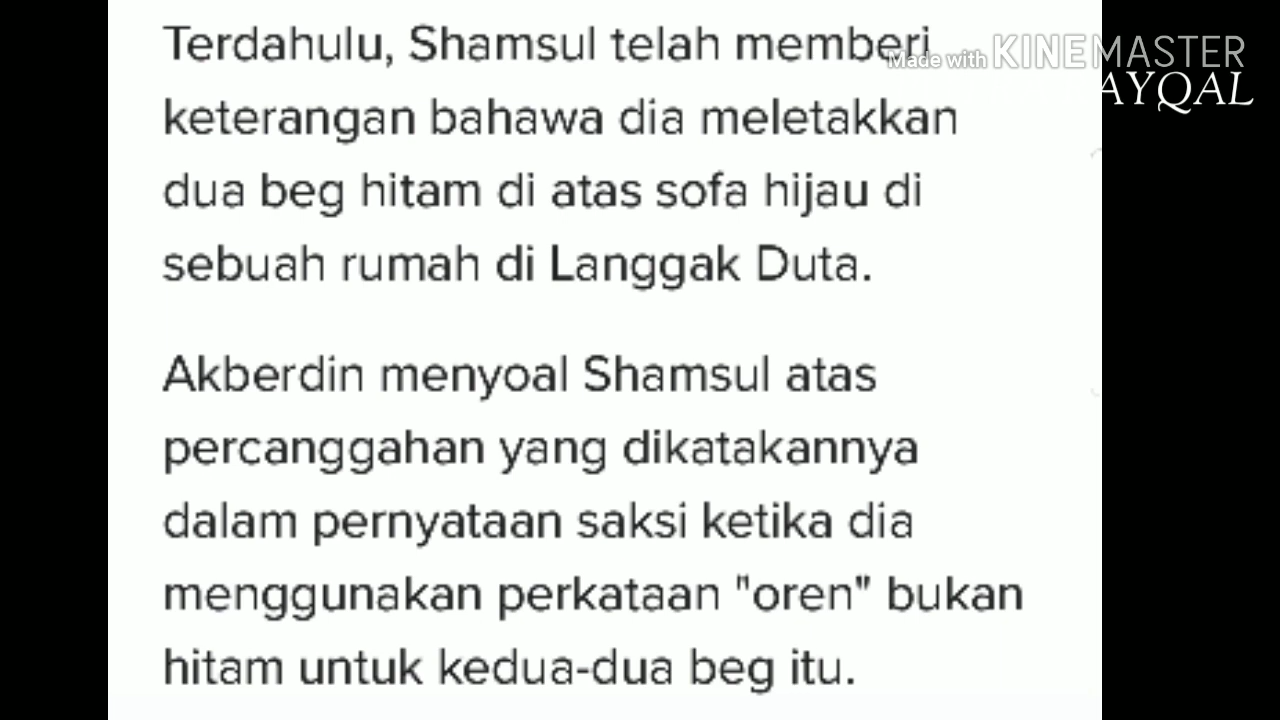 Terdahulu, Shamsul telah memberi
Made with KINEMASTER
AYQAL
keterangan bahawa dia meletakkan
dua beg hitam di atas sofa hijau di
sebuah rumah di Langgak Duta.
Akberdin menyoal Shamsul atas
percanggahan yang dikatakannya
dalam pernyataan saksi ketika dia
menggunakan perkataan "oren" bukan
hitam untuk kedua-dua beg itu.